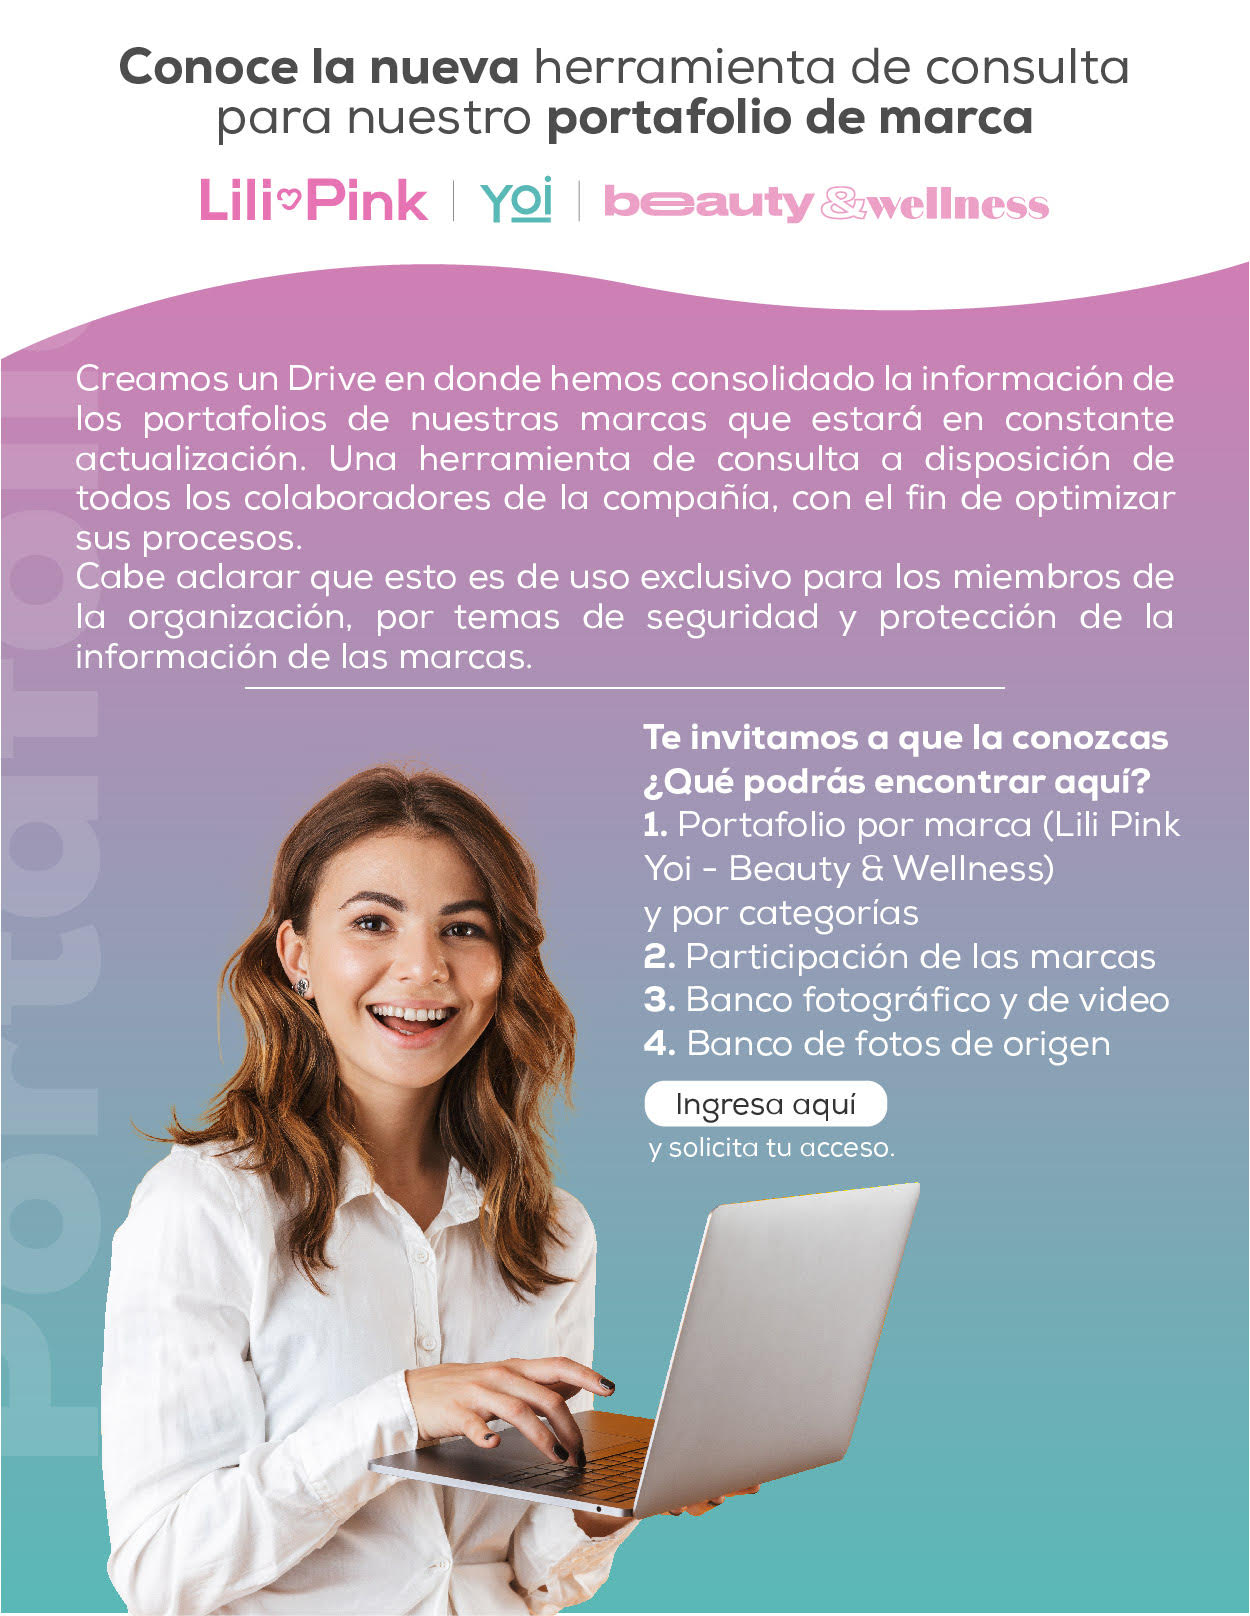 Conoce la nueva herramienta de consulta
para nuestro portafolio de marca
Lili Pink | Yoi | beauty &wellness
Creamos un Drive en donde hemos consolidado la información de
los portafolios de nuestras marcas que estará en constante
actualización. Una herramienta de consulta a disposición de
todos los colaboradores de la compañía, con el fin de optimizar
sus procesos.
Cabe aclarar que esto es de uso exclusivo para los miembros de
la organización, por temas de seguridad y protección de la
información de las marcas.
Te invitamos a que la conozcas
¿Qué podrás encontrar aquí?
1. Portafolio por marca (Lili Pink
Yoi - Beauty & Wellness)
y por categorías
2. Participación de las marcas
3. Banco fotográfico y de video
4. Banco de fotos de origen
Ingresa aquí
y solicita tu acceso.
Portafolio